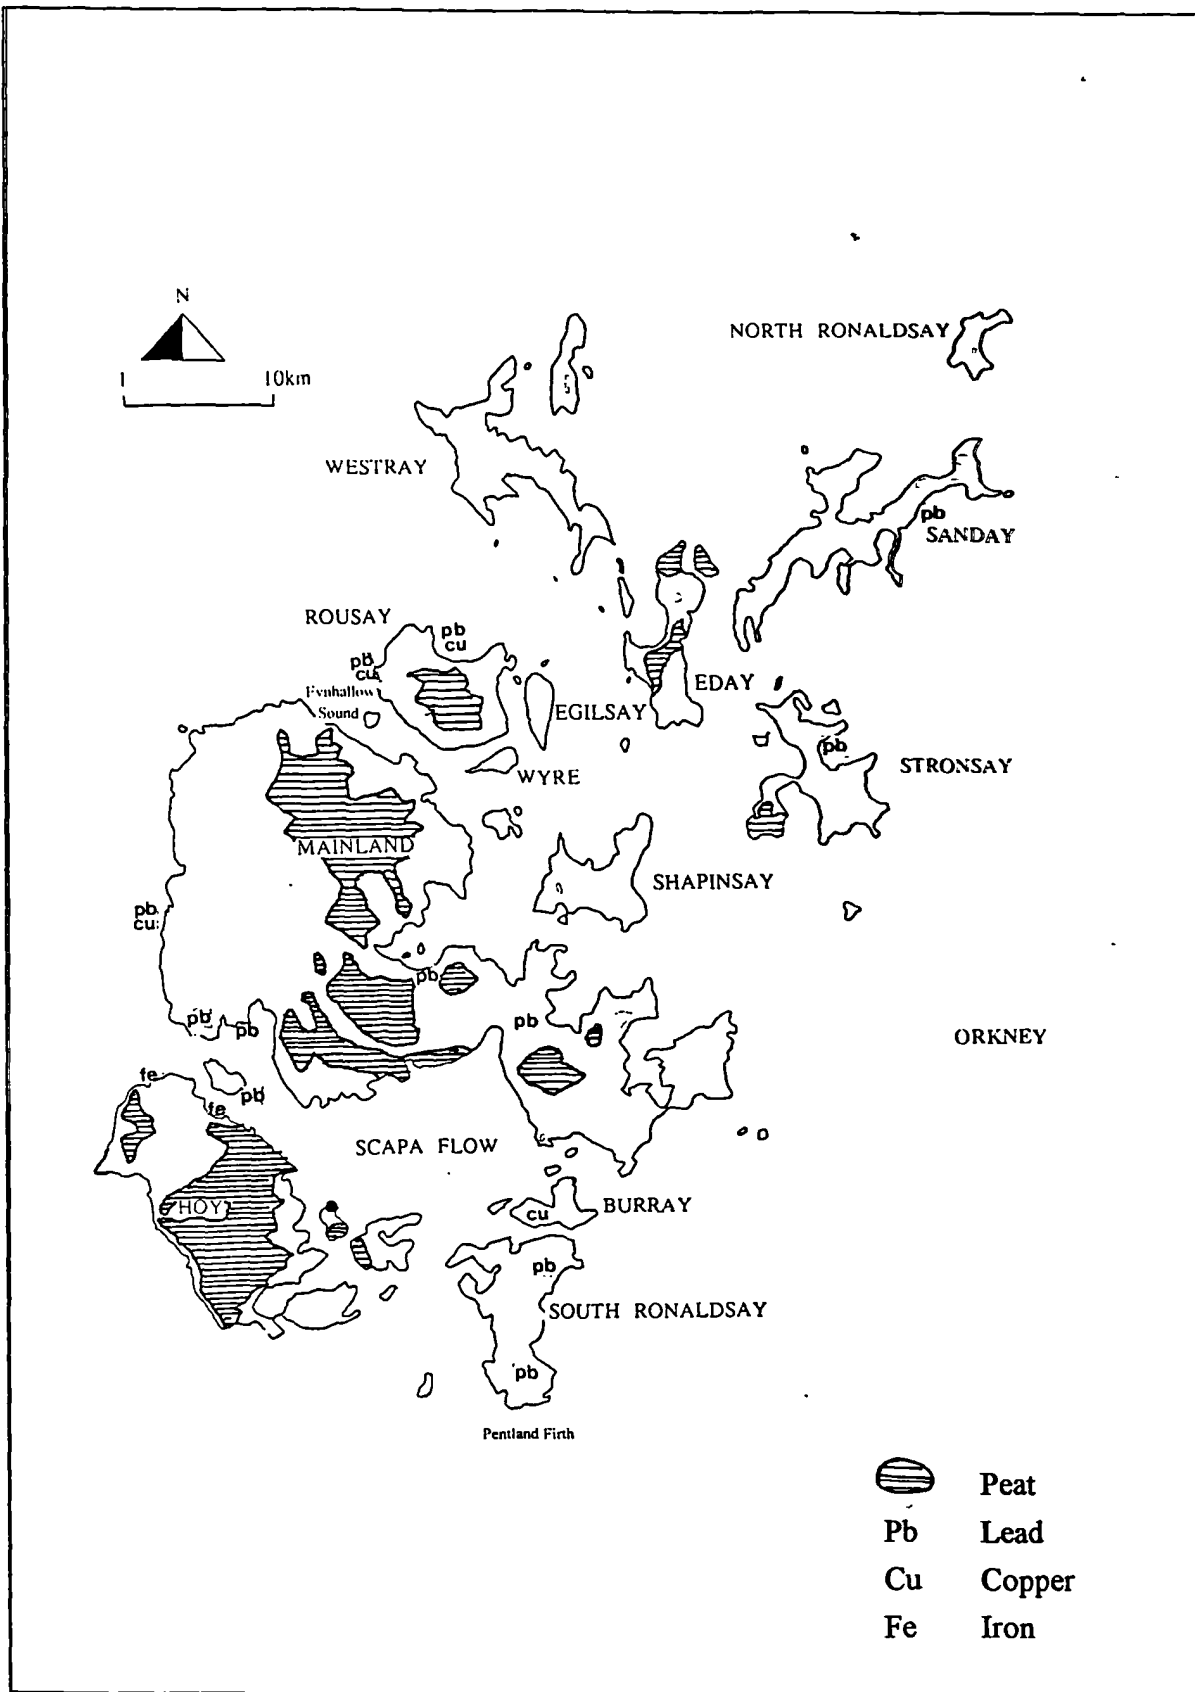 N
1
10km
NORTH RONALDSAY
WESTRAY
pb
SANDAY
ROUSAY
pb
cu
pb
cu
Eynhallow
Sound
EDAY
EGILSAY
pb
STRONSAY
WYRE
MAINLAND
SHAPINSAY
pb
cu
pb
pb
pb
pb
ORKNEY
fe
pb
fe
SCAPA FLOW
HOY
cu
BURRAY
pb
SOUTH RONALDSAY
pb
Pentland Firth
Peat
Pb Lead
Cu Copper
Fe Iron